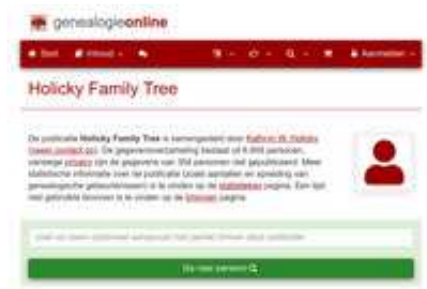 genealogieonline
Start Inhoud Aanmelden
Holicky Family Tree
De publicatie Holicky Family Tree is samengesteld door Kathryn W. Holicky
(neem contact op). De gegevensverzameling bestaat uit personen,
vanwege privacy zijn de gegevens van personen niet gepubliceerd. Meer
statistische informatie over de publicatie (zoals aantallen en spreiding van
genealogische gebeurtenissen) is te vinden op de statistieken pagina. Een lijst
met gebruikte bronnen is te vinden op de bronnen pagina.
Ga naar persoon